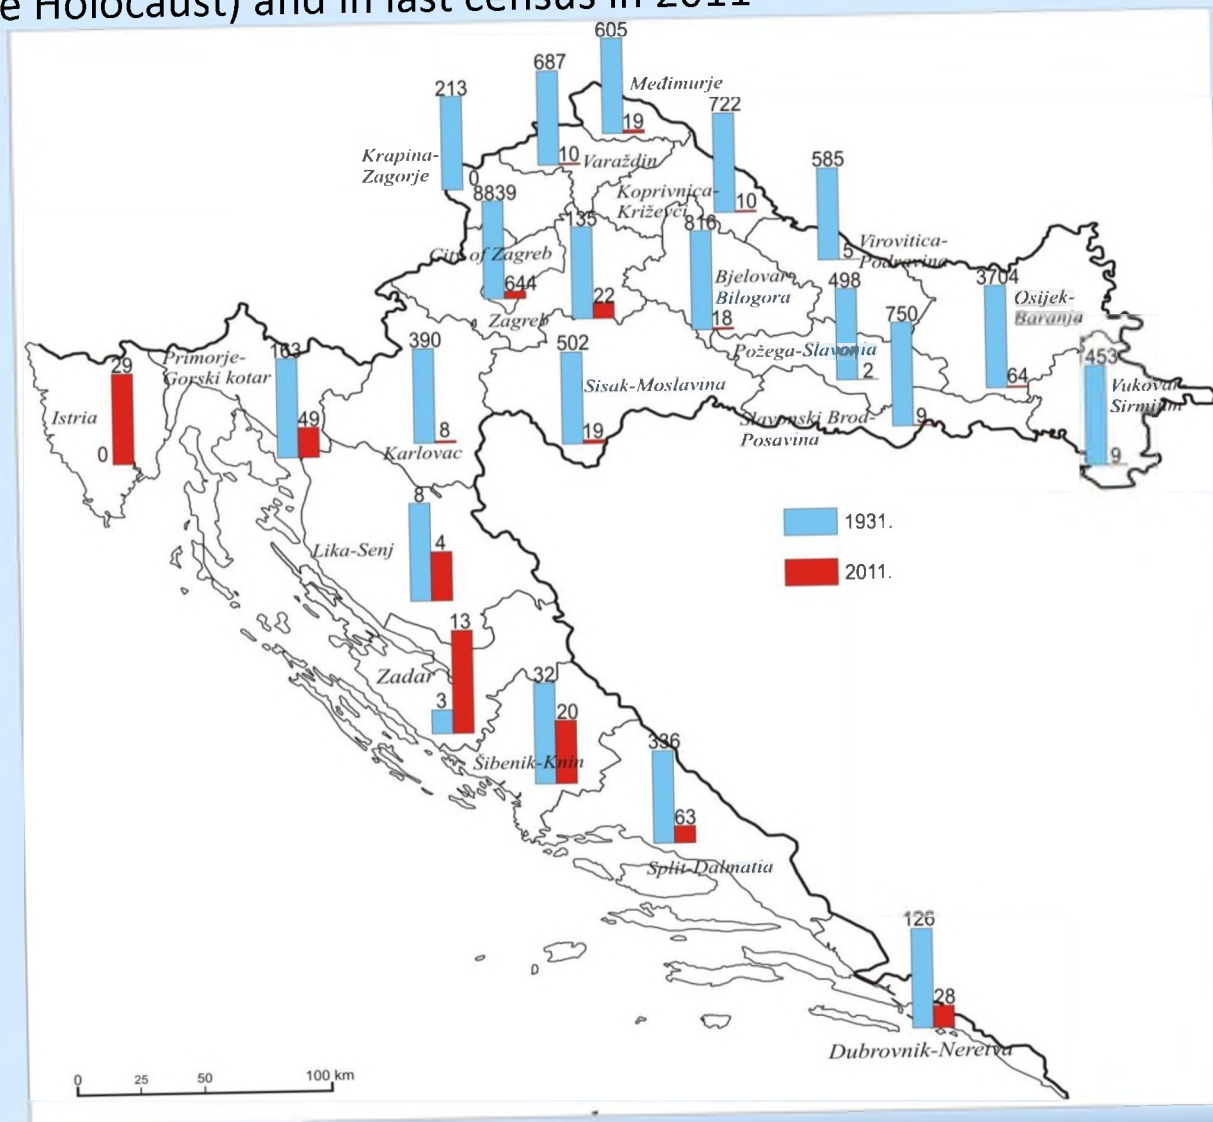 e Holocaust) and in last census in 2011
605
687
Međimurje
213
722
19
Krapina-
Zagorje
10
Varaždin
585
0
Koprivnica-
Križevci
8839
10
135
816
City of Zagreb
5
Virovitica-
Podravina
644
22
Bjelovar-
Bilogora
498
3704
Osijek-
Baranja
Zagreb
18
750
Primorje-
Gorski kotar
163
390
502
Požega-Slavonia
453
29
2
64
Istria
Sisak-Moslavina
Vukovar
Sirmium
49
8
19
Slavonski Brod-
Posavina
9
0
Karlovac
9
8
1931.
Lika-Senj
4
2011.
13
Zadar
3
32
20
Šibenik-Knin
336
63
Split-Dalmatia
126
28
Dubrovnik-Neretva
0 25 50 100 km